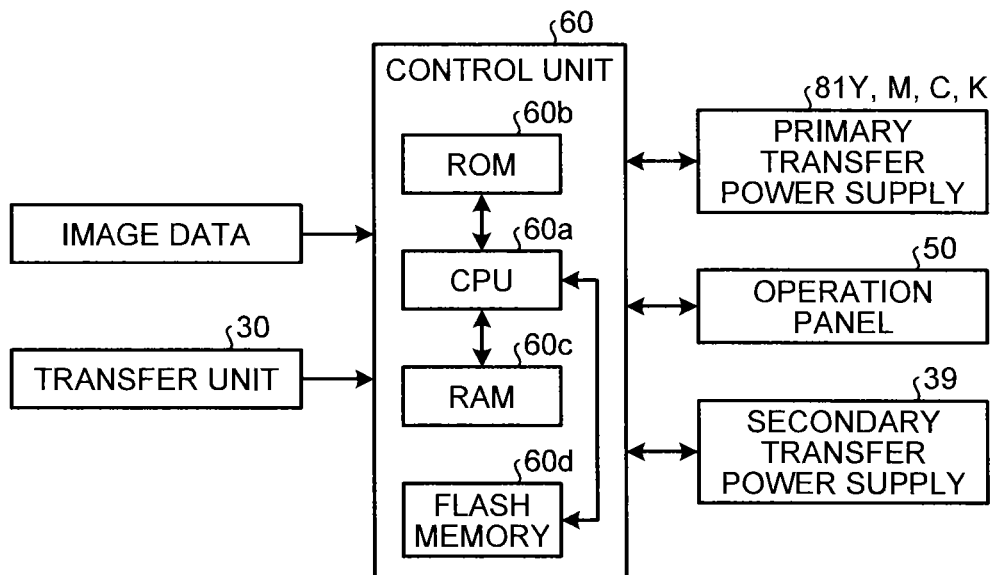 60
CONTROL UNIT
60b
ROM
60a
CPU
60c
RAM
60d
FLASH
MEMORY
IMAGE DATA
30
TRANSFER UNIT
81Y, M, C, K
PRIMARY
TRANSFER
POWER SUPPLY
50
OPERATION
PANEL
39
SECONDARY
TRANSFER
POWER SUPPLY